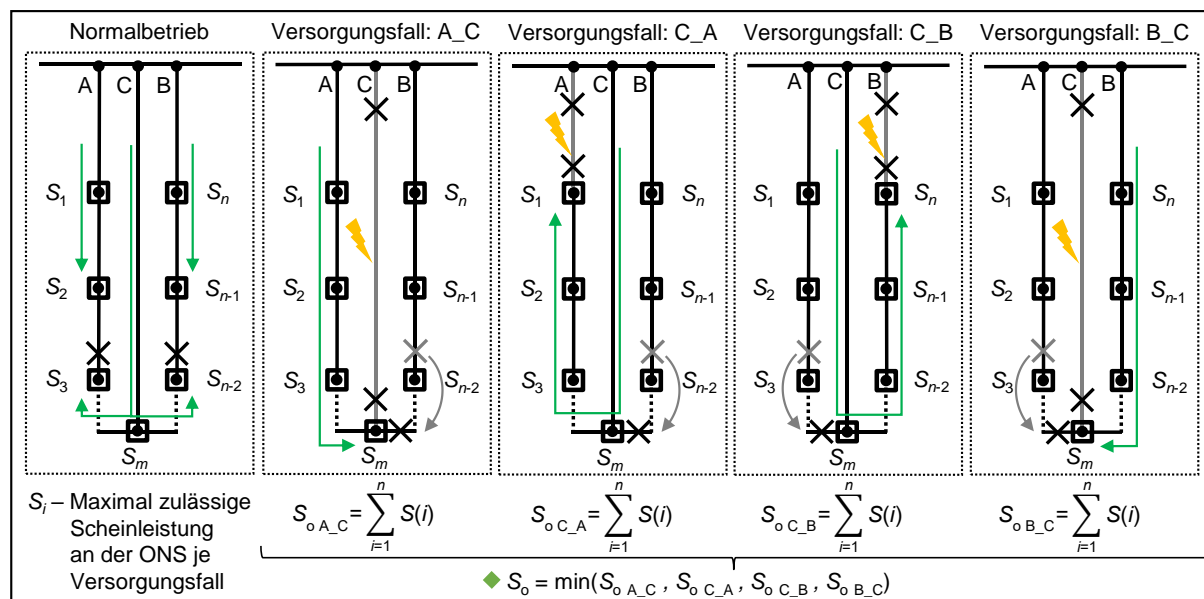 Normalbetrieb
Versorgungsfall: A_C
Versorgungsfall: C_A
Versorgungsfall: C_B
Versorgungsfall: B_C
A C B
A C B
A C B
A C B
A C B
S1 Sn
S1 Sn
S1 Sn
S1 Sn
S1 Sn
S2 Sn-1
S2 Sn-1
S2 Sn-1
S2 Sn-1
S2 Sn-1
S3 Sn-2
S3 Sn-2
S3 Sn-2
S3 Sn-2
S3 Sn-2
Sm
Sm
Sm
Sm
Sm
Si – Maximal zulässige
Scheinleistung
an der ONS je
Versorgungsfall
So A_C = ∑_{i=1}^{n} S(i)
So C_A = ∑_{i=1}^{n} S(i)
So C_B = ∑_{i=1}^{n} S(i)
So B_C = ∑_{i=1}^{n} S(i)
So = min(So A_C , So C_A , So C_B , So B_C)